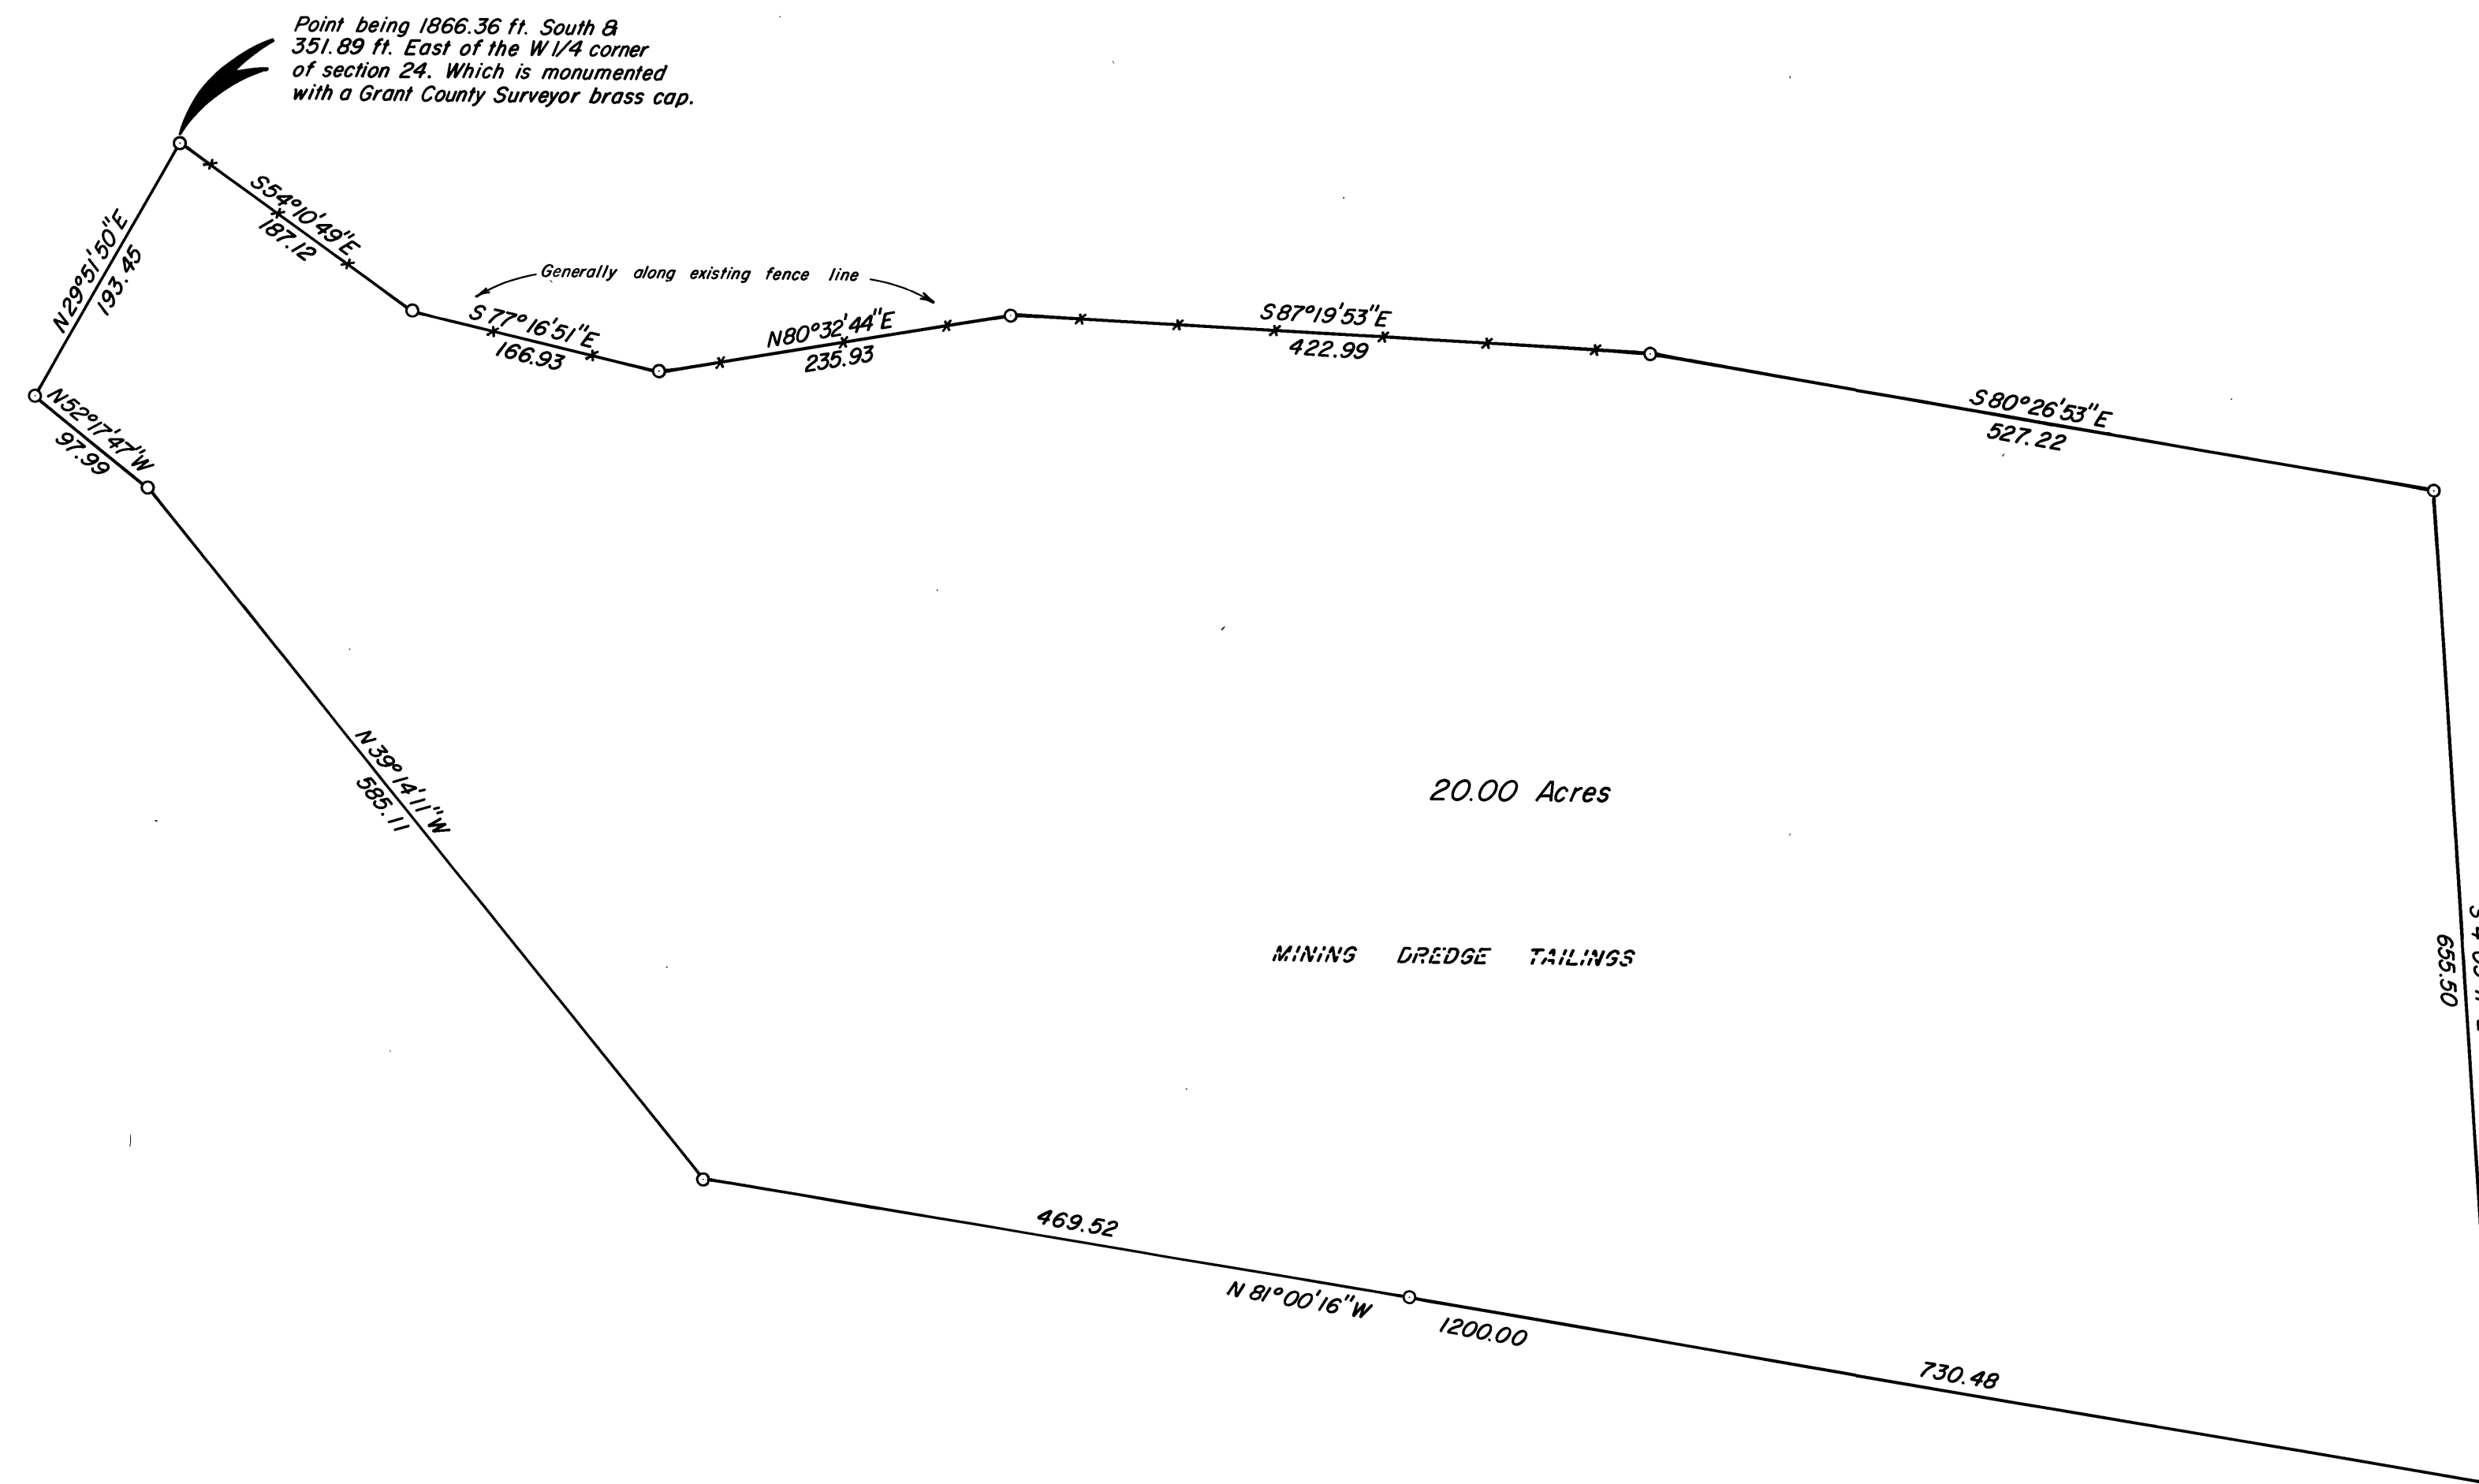 Point being 1866.36 ft. South &
351.89 ft. East of the W 1/4 corner
of section 24. Which is monumented
with a Grant County Surveyor brass cap.
S54°10'49"E
187.12
N29°51'50"E
193.45
Generally along existing fence line
S77°16'51"E
166.93
N80°32'44"E
235.93
S87°19'53"E
422.99
S80°26'53"E
527.22
N52°17'47"W
97.99
N39°14'11"W
585.11
20.00 Acres
MINING DREDGE TAILINGS
655.50
469.52
N81°00'16"W
1200.00
730.48